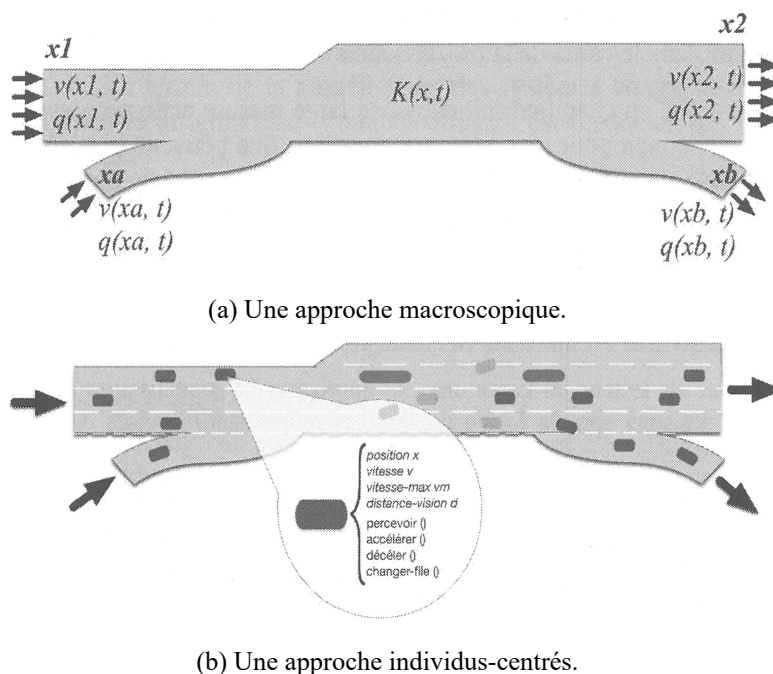 x1
x2
v(x1, t)
q(x1, t)
K(x,t)
v(x2, t)
q(x2, t)
xa
xb
v(xa, t)
q(xa, t)
v(xb, t)
q(xb, t)
(a) Une approche macroscopique.
position x
vitesse v
vitesse-max vm
distance-vision d
percevoir ()
accélérer ()
décéler ()
changer-file ()
(b) Une approche individus-centrés.